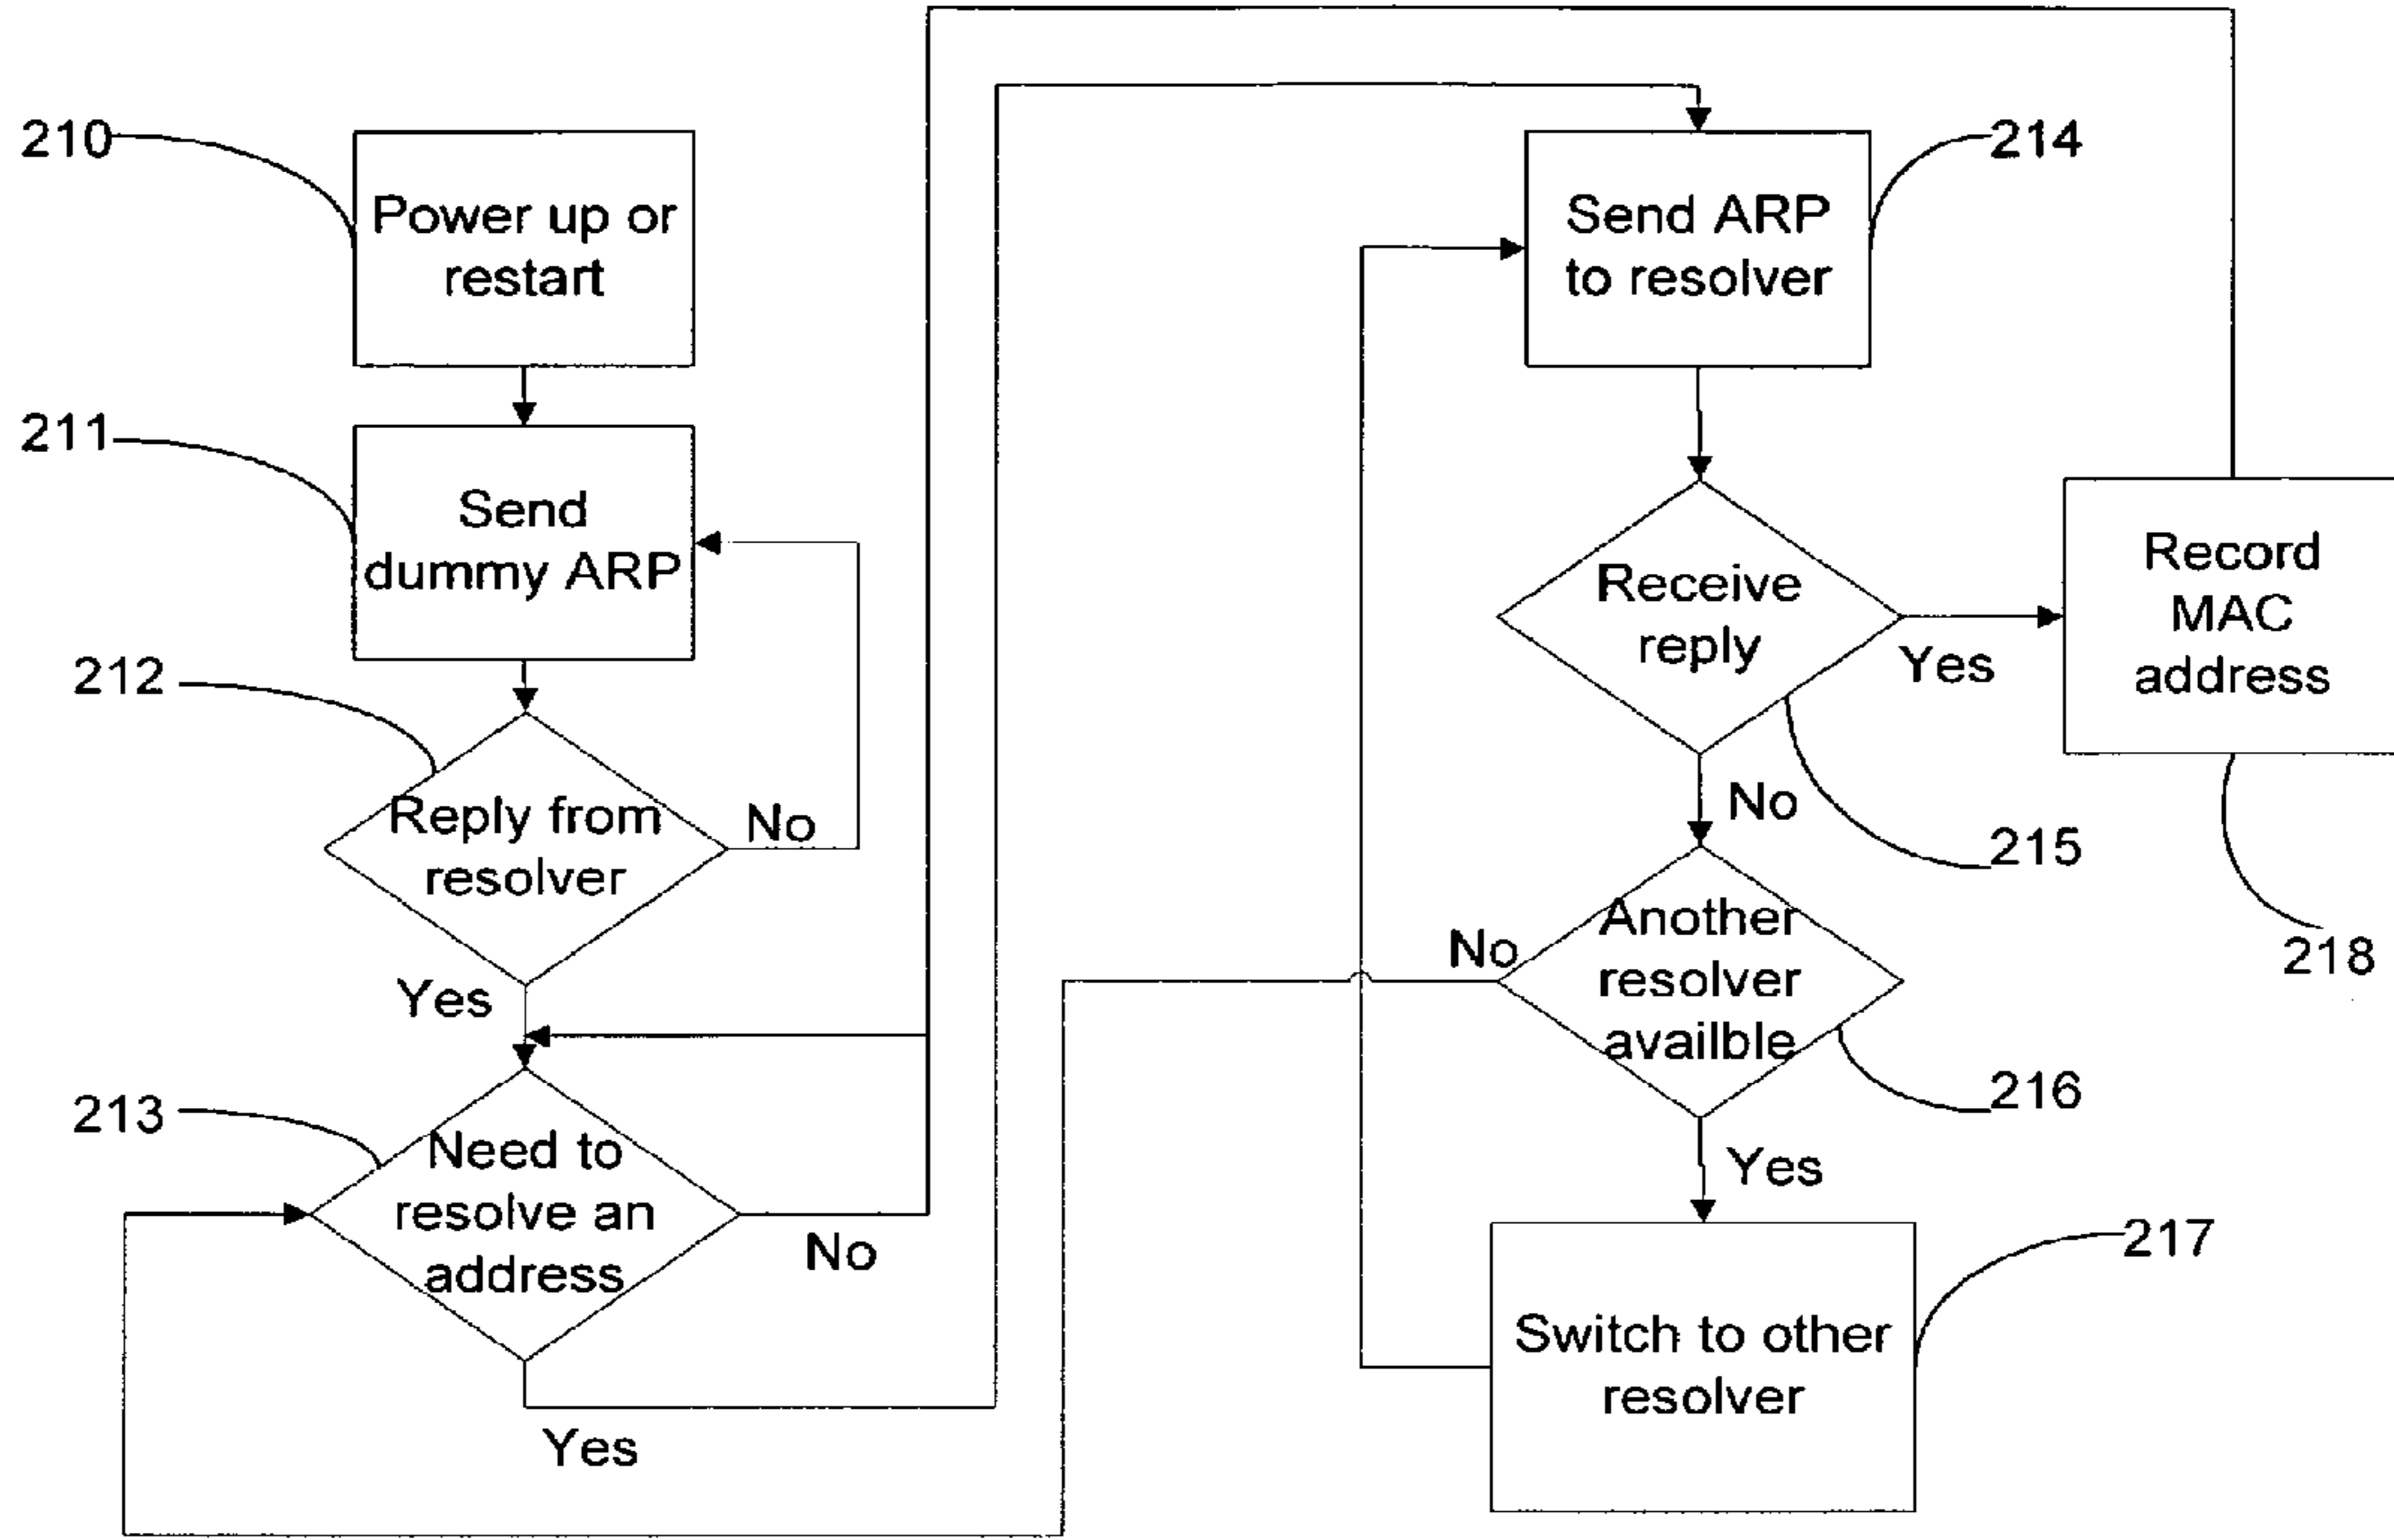 210
Power up or
restart
211
Send
dummy ARP
212
Reply from
resolver
No
Yes
213
Need to
resolve an
address
No
Yes
214
Send ARP
to resolver
Receive
reply
Yes
No
215
Record
MAC
address
218
Another
resolver
availble
No
216
Yes
217
Switch to other
resolver